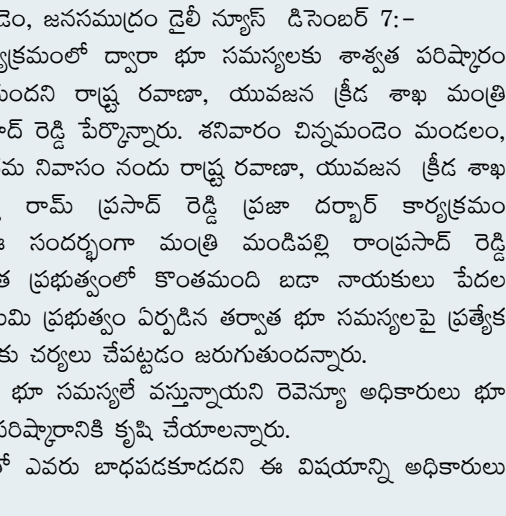 డెం, జనసముద్రం డైలీ న్యూస్ డిసెంబర్ 7:–
్యక్రమంలో ద్వారా భూ సమస్యలకు శాశ్వత పరిష్కారం
ుందని రాష్ట్ర రవాణా, యువజన క్రీడ శాఖ మంత్రి
ాద్ రెడ్డి పేర్కొన్నారు. శనివారం చిన్నమండెం మండలం,
మ నివాసం నందు రాష్ట్ర రవాణా, యువజన క్రీడ శాఖ
రామ్ ప్రసాద్ రెడ్డి ప్రజా దర్బార్ కార్యక్రమం
ఈ సందర్భంగా మంత్రి మండిపల్లి రాంప్రసాద్ రెడ్డి
త ప్రభుత్వంలో కొంతమంది బడా నాయకులు పేదల
ుమి ప్రభుత్వం ఏర్పడిన తర్వాత భూ సమస్యలపై ప్రత్యేక
కు చర్యలు చేపట్టడం జరుగుతుందన్నారు.
భూ సమస్యలే వస్తున్నాయని రెవెన్యూ అధికారులు భూ
పరిష్కారానికి కృషి చేయాలన్నారు.
ో ఎవరు బాధపడకూడదని ఈ విషయాన్ని అధికారులు